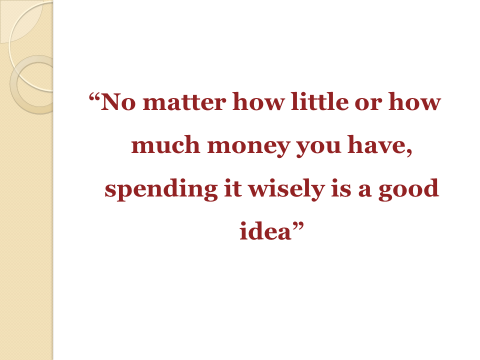 “No matter how little or how
much money you have,
spending it wisely is a good
idea”